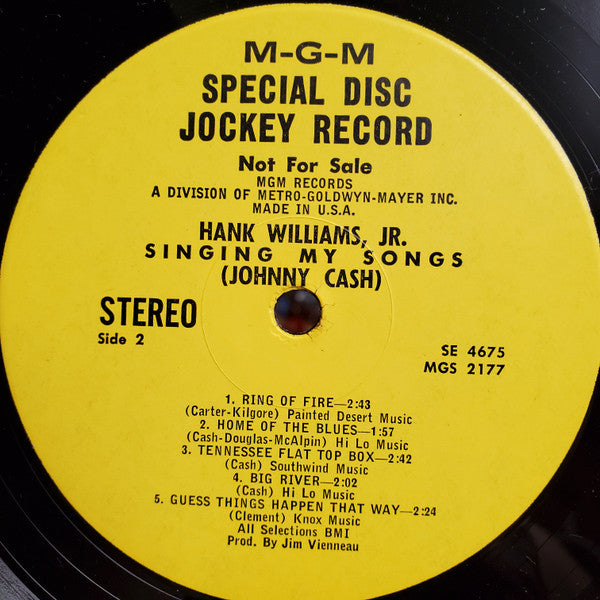 M-G-M
SPECIAL DISC
JOCKEY RECORD
Not For Sale
MGM RECORDS
A DIVISION OF METRO-GOLDWYN-MAYER INC.
MADE IN U.S.A.
HANK WILLIAMS, JR.
SINGING MY SONGS
(JOHNNY CASH)
STEREO
Side 2
SE 4675
MGS 2177
1. RING OF FIRE—2:43
(Carter-Kilgore) Painted Desert Music
2. HOME OF THE BLUES—1:57
(Cash-Douglas-McAlpin) Hi Lo Music
3. TENNESSEE FLAT TOP BOX—2:42
(Cash) Southwind Music
4. BIG RIVER—2:02
(Cash) Hi Lo Music
5. GUESS THINGS HAPPEN THAT WAY—2:24
(Clement) Knox Music
All Selections BMI
Prod. By Jim Vienneau